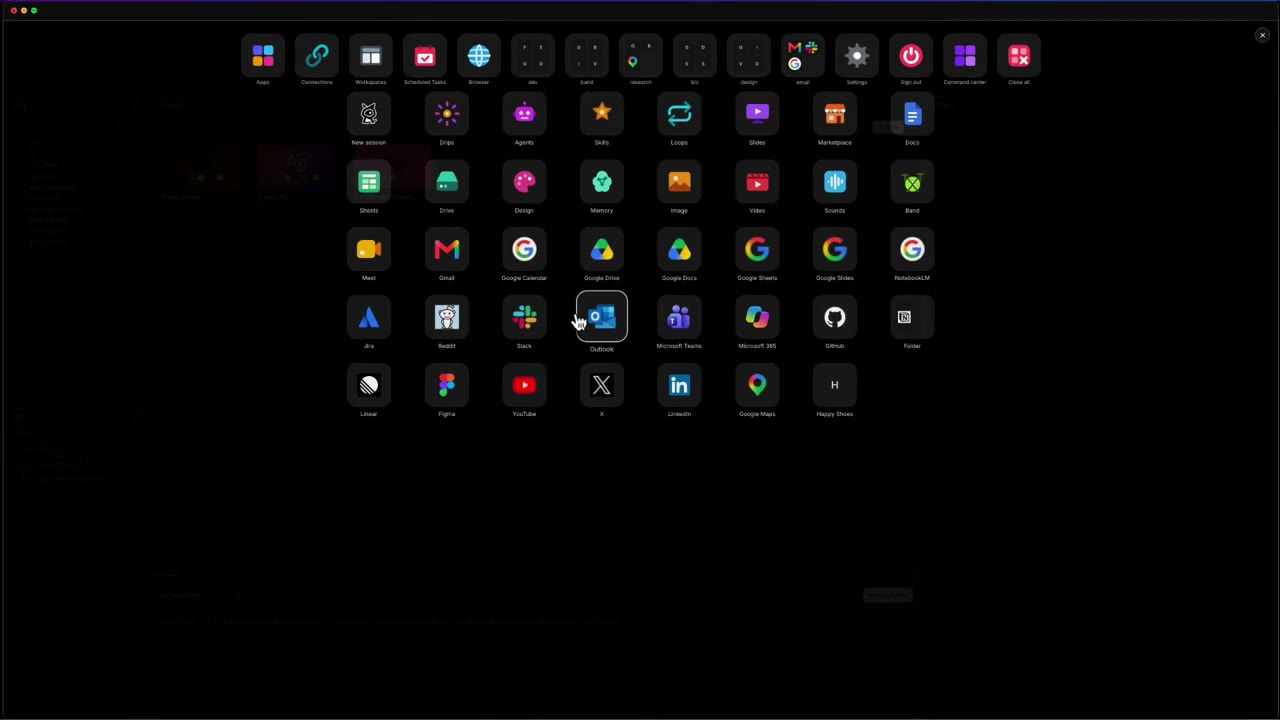 Apps Connections Workspaces Scheduled Tasks Browser dev band research biz design email Settings Sign out Command center Close all
New session Drips Agents Skills Loops Slides Marketplace Docs
Sheets Drive Design Memory Image Video Sounds Band
Meet Gmail Google Calendar Google Drive Google Docs Google Sheets Google Slides NotebookLM
Jira Reddit Slack Outlook Microsoft Teams Microsoft 365 GitHub Folder
H
Linear Figma YouTube X LinkedIn Google Maps Happy Shoes